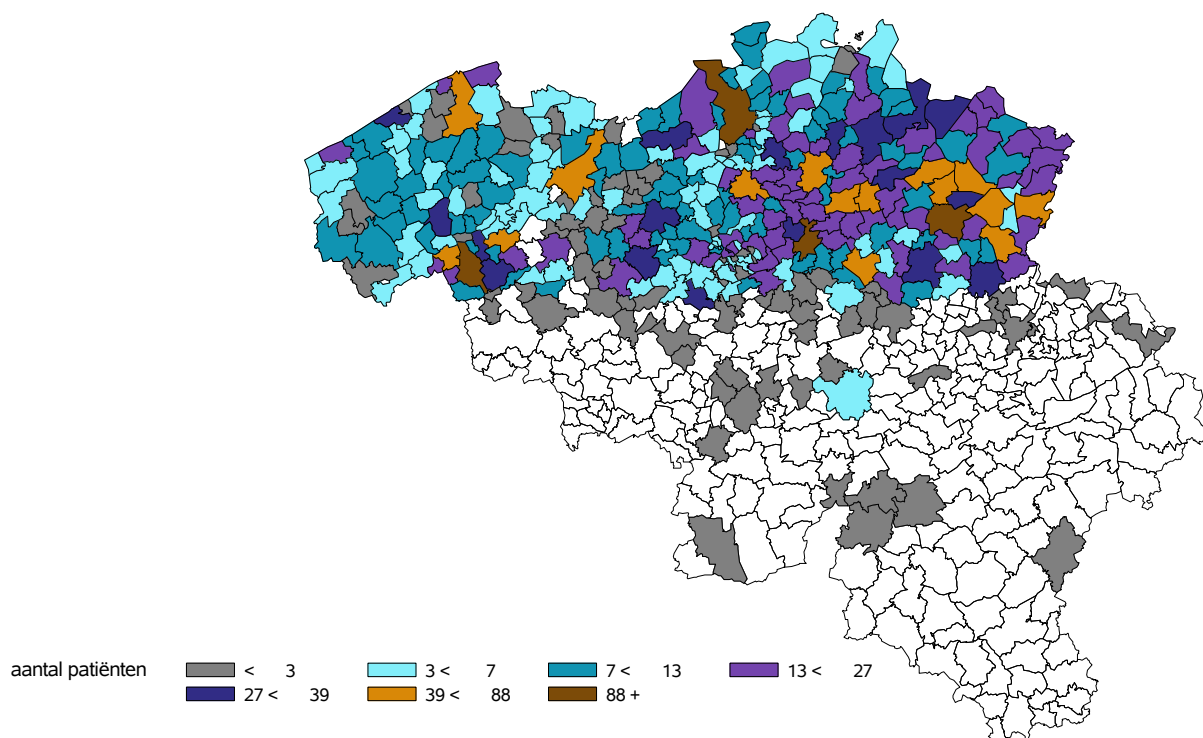 aantal patiënten < 3 3 < 7 7 < 13 13 < 27
27 < 39 39 < 88 88 +